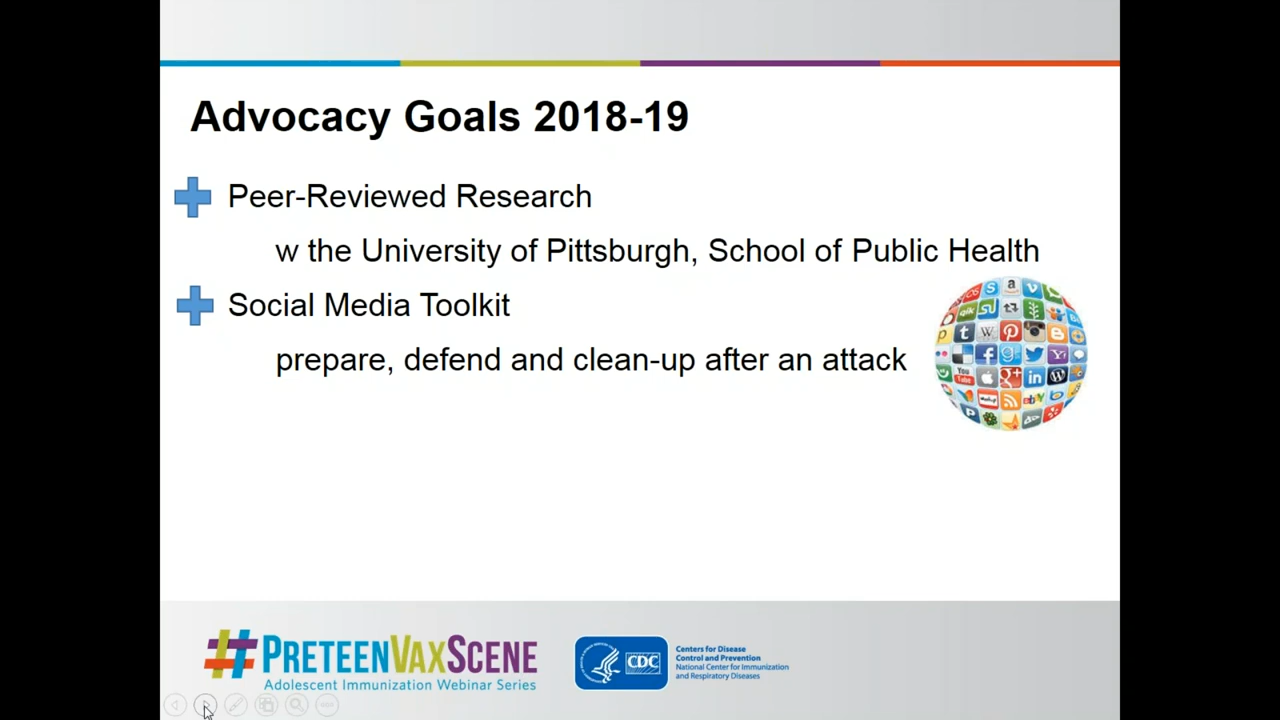 Advocacy Goals 2018-19
Peer-Reviewed Research
w the University of Pittsburgh, School of Public Health
Social Media Toolkit
prepare, defend and clean-up after an attack
#PRETEENVAXSCENE
Adolescent Immunization Webinar Series
CDC
Centers for Disease
Control and Prevention
National Center for Immunization
and Respiratory Diseases